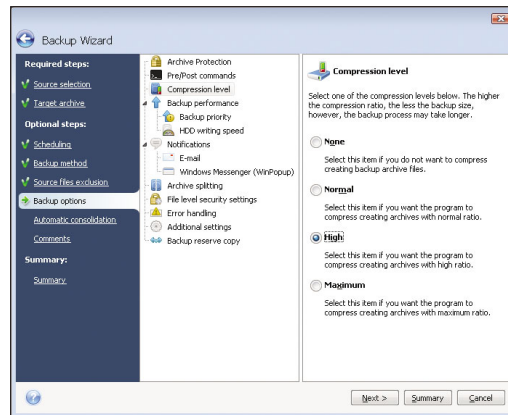 Backup Wizard
Required steps:
Source selection
Target archive
Optional steps:
Scheduling
Backup method
Source files exclusion
Backup options
Automatic consolidation
Comments
Summary:
Summary
Archive Protection
Pre/Post commands
Compression level
Backup performance
Backup priority
HDD writing speed
Notifications
E-mail
Windows Messenger (WinPopup)
Archive splitting
File level security settings
Error handling
Additional settings
Backup reserve copy
Compression level
Select one of the compression levels below. The higher
the compression ratio, the less the backup size,
however, the backup process may take longer.
None
Select this item if you do not want to compress
creating backup archive files.
Normal
Select this item if you want the program to
compress creating archives with normal ratio.
High
Select this item if you want the program to
compress creating archives with high ratio.
Maximum
Select this item if you want the program to
compress creating archives with maximum ratio.
Next >
Summary
Cancel